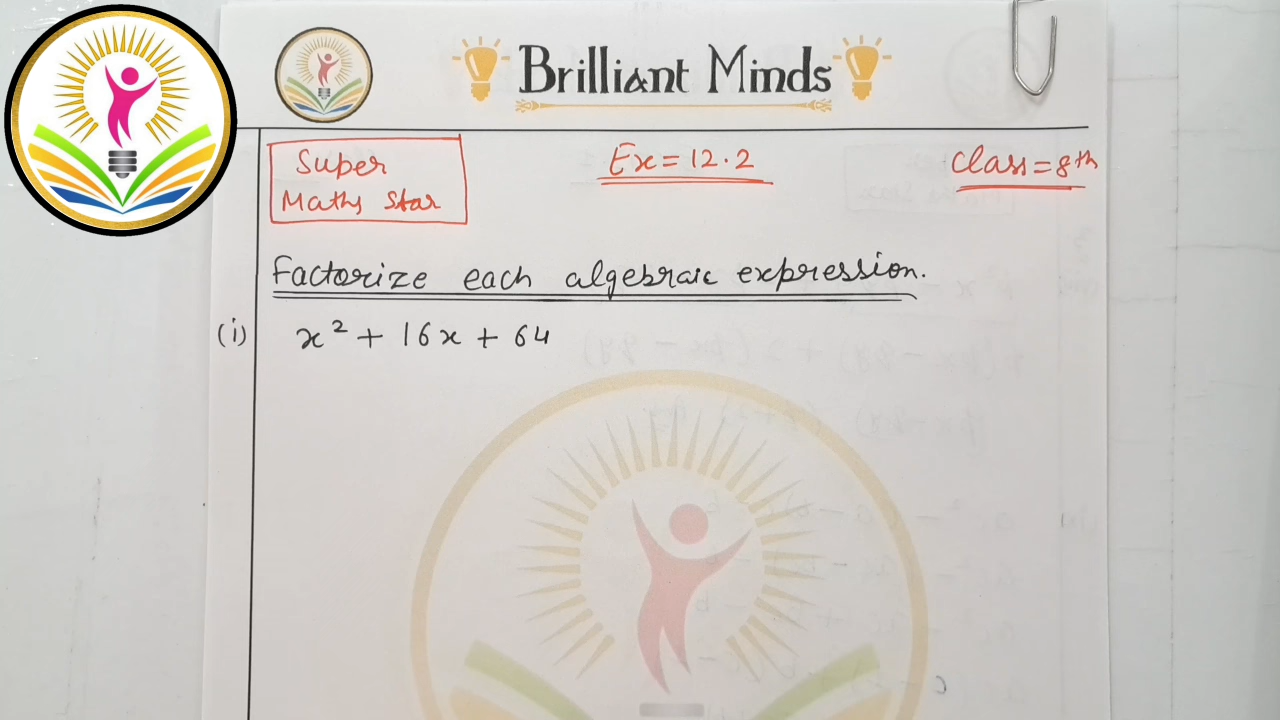 Brilliant Minds
Super
Maths Star
Ex = 12.2
Class = 8th
Factorize each algebraic expression.
(i) x² + 16x + 64